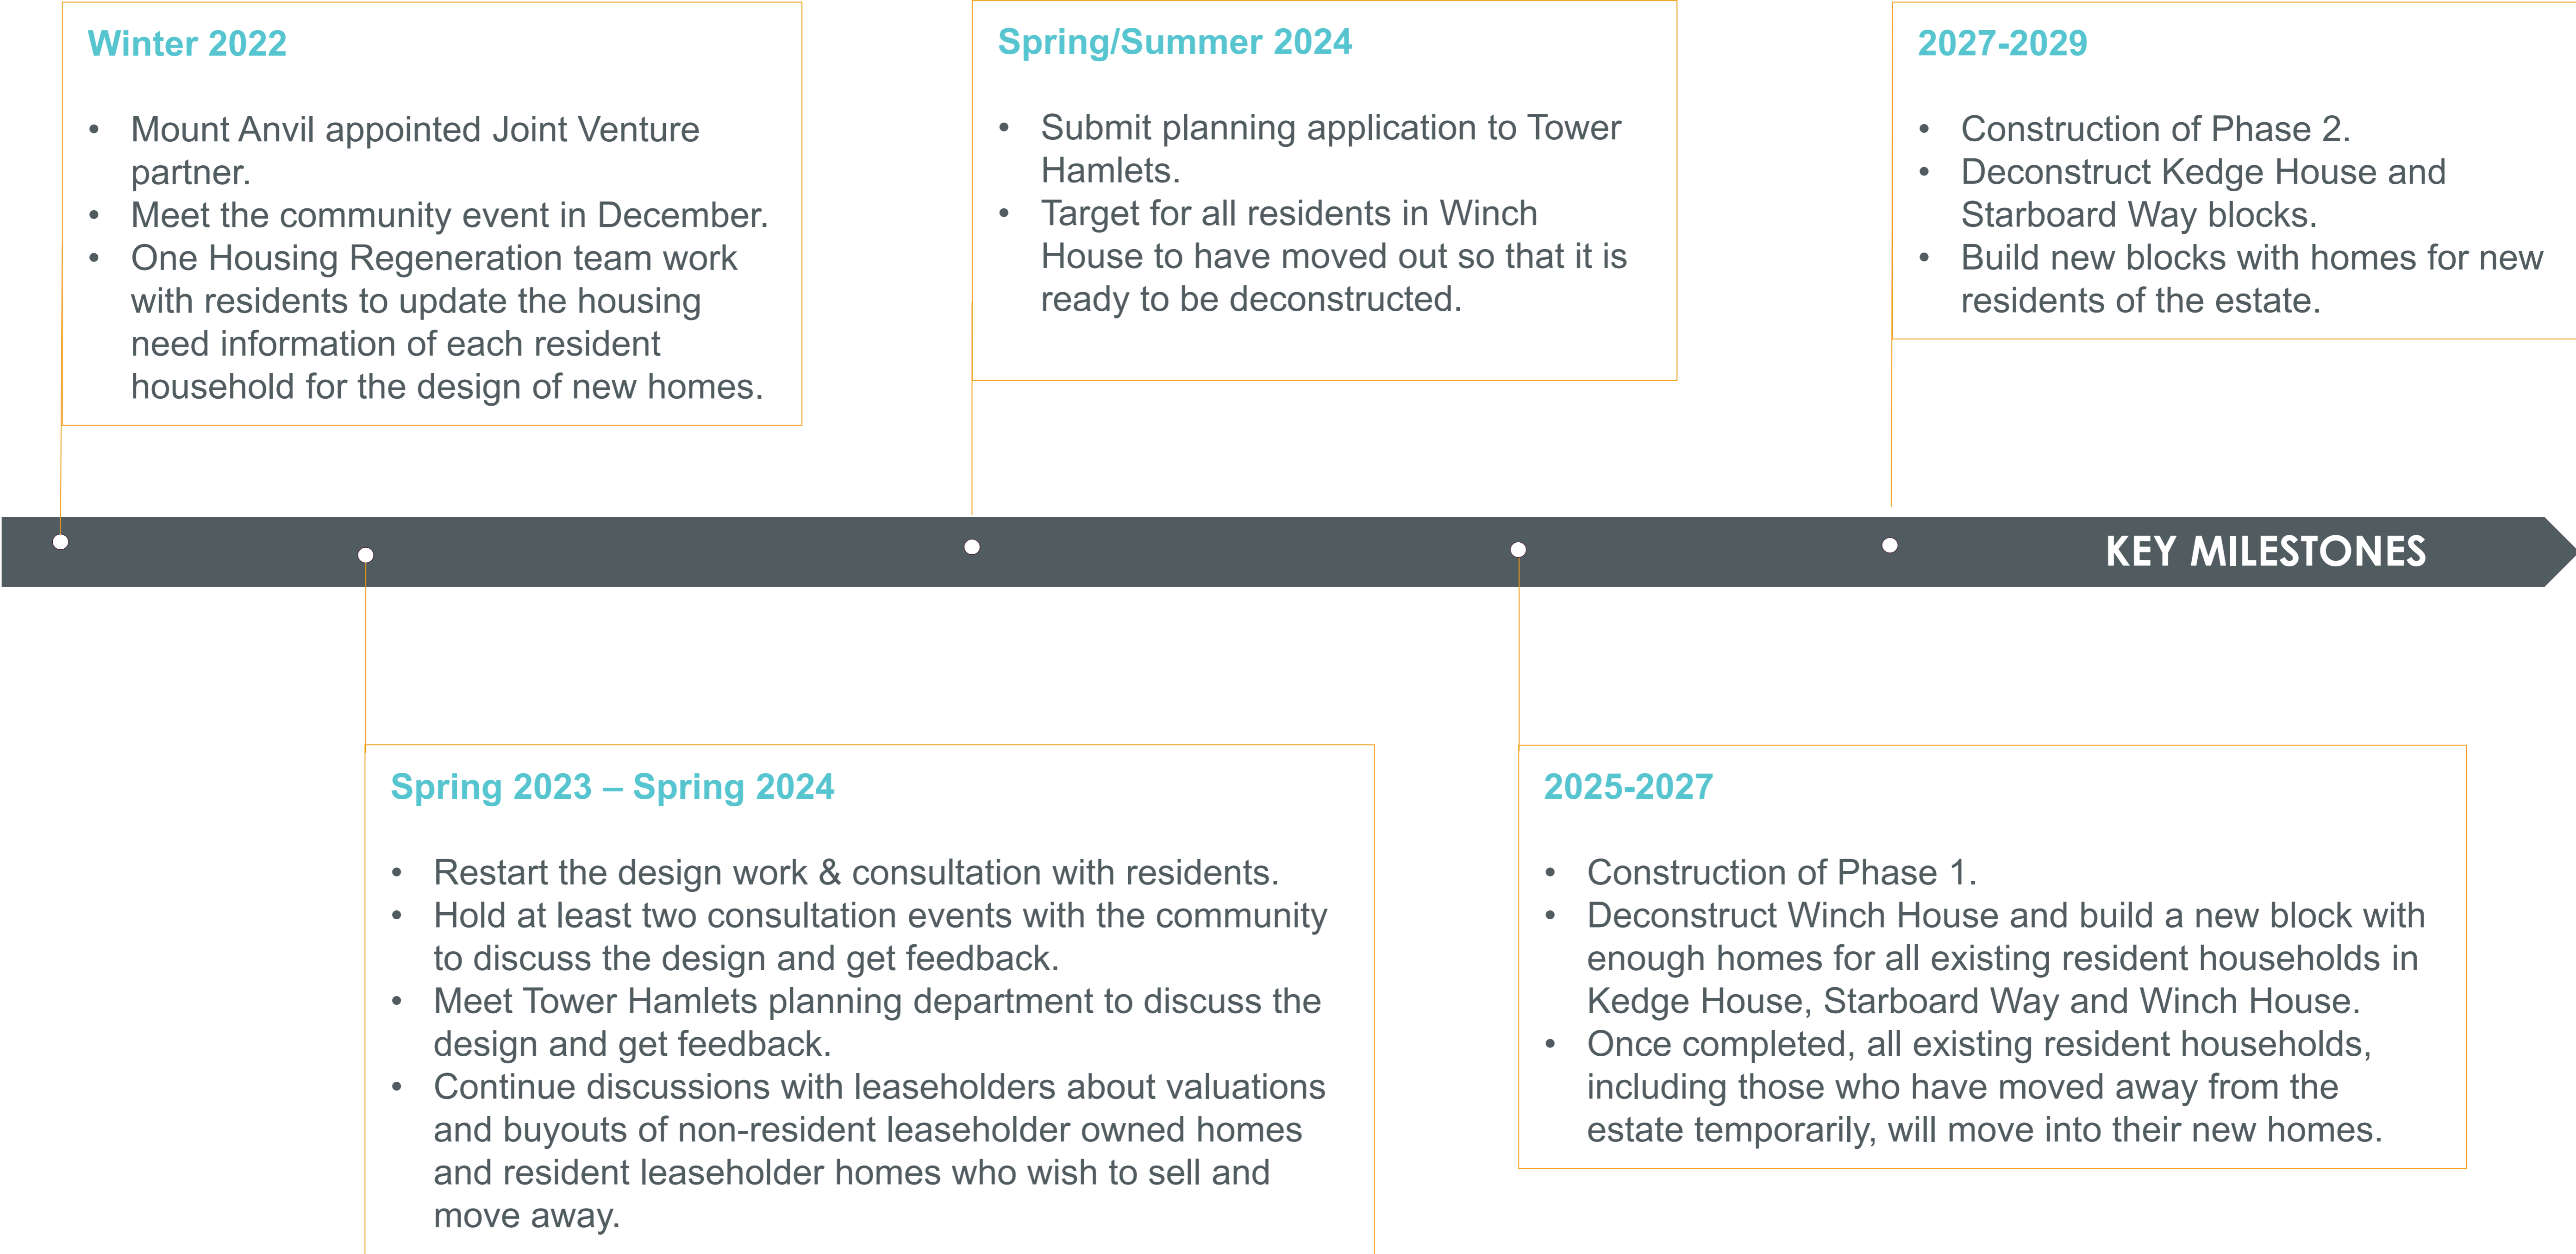 Winter 2022
• Mount Anvil appointed Joint Venture
partner.
• Meet the community event in December.
• One Housing Regeneration team work
with residents to update the housing
need information of each resident
household for the design of new homes.
Spring/Summer 2024
• Submit planning application to Tower
Hamlets.
• Target for all residents in Winch
House to have moved out so that it is
ready to be deconstructed.
2027-2029
• Construction of Phase 2.
• Deconstruct Kedge House and
Starboard Way blocks.
• Build new blocks with homes for new
residents of the estate.
KEY MILESTONES
Spring 2023 – Spring 2024
• Restart the design work & consultation with residents.
• Hold at least two consultation events with the community
to discuss the design and get feedback.
• Meet Tower Hamlets planning department to discuss the
design and get feedback.
• Continue discussions with leaseholders about valuations
and buyouts of non-resident leaseholder owned homes
and resident leaseholder homes who wish to sell and
move away.
2025-2027
• Construction of Phase 1.
• Deconstruct Winch House and build a new block with
enough homes for all existing resident households in
Kedge House, Starboard Way and Winch House.
• Once completed, all existing resident households,
including those who have moved away from the
estate temporarily, will move into their new homes.